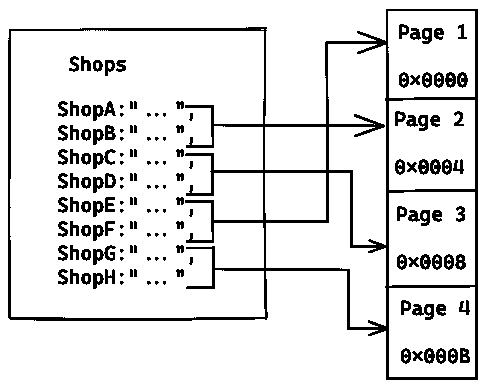 Shops
ShopA:" ... ",
ShopB:" ... ",
ShopC:" ... ",
ShopD:" ... ",
ShopE:" ... ",
ShopF:" ... ",
ShopG:" ... ",
ShopH:" ... "
Page 1
0x0000
Page 2
0x0004
Page 3
0x0008
Page 4
0x000B